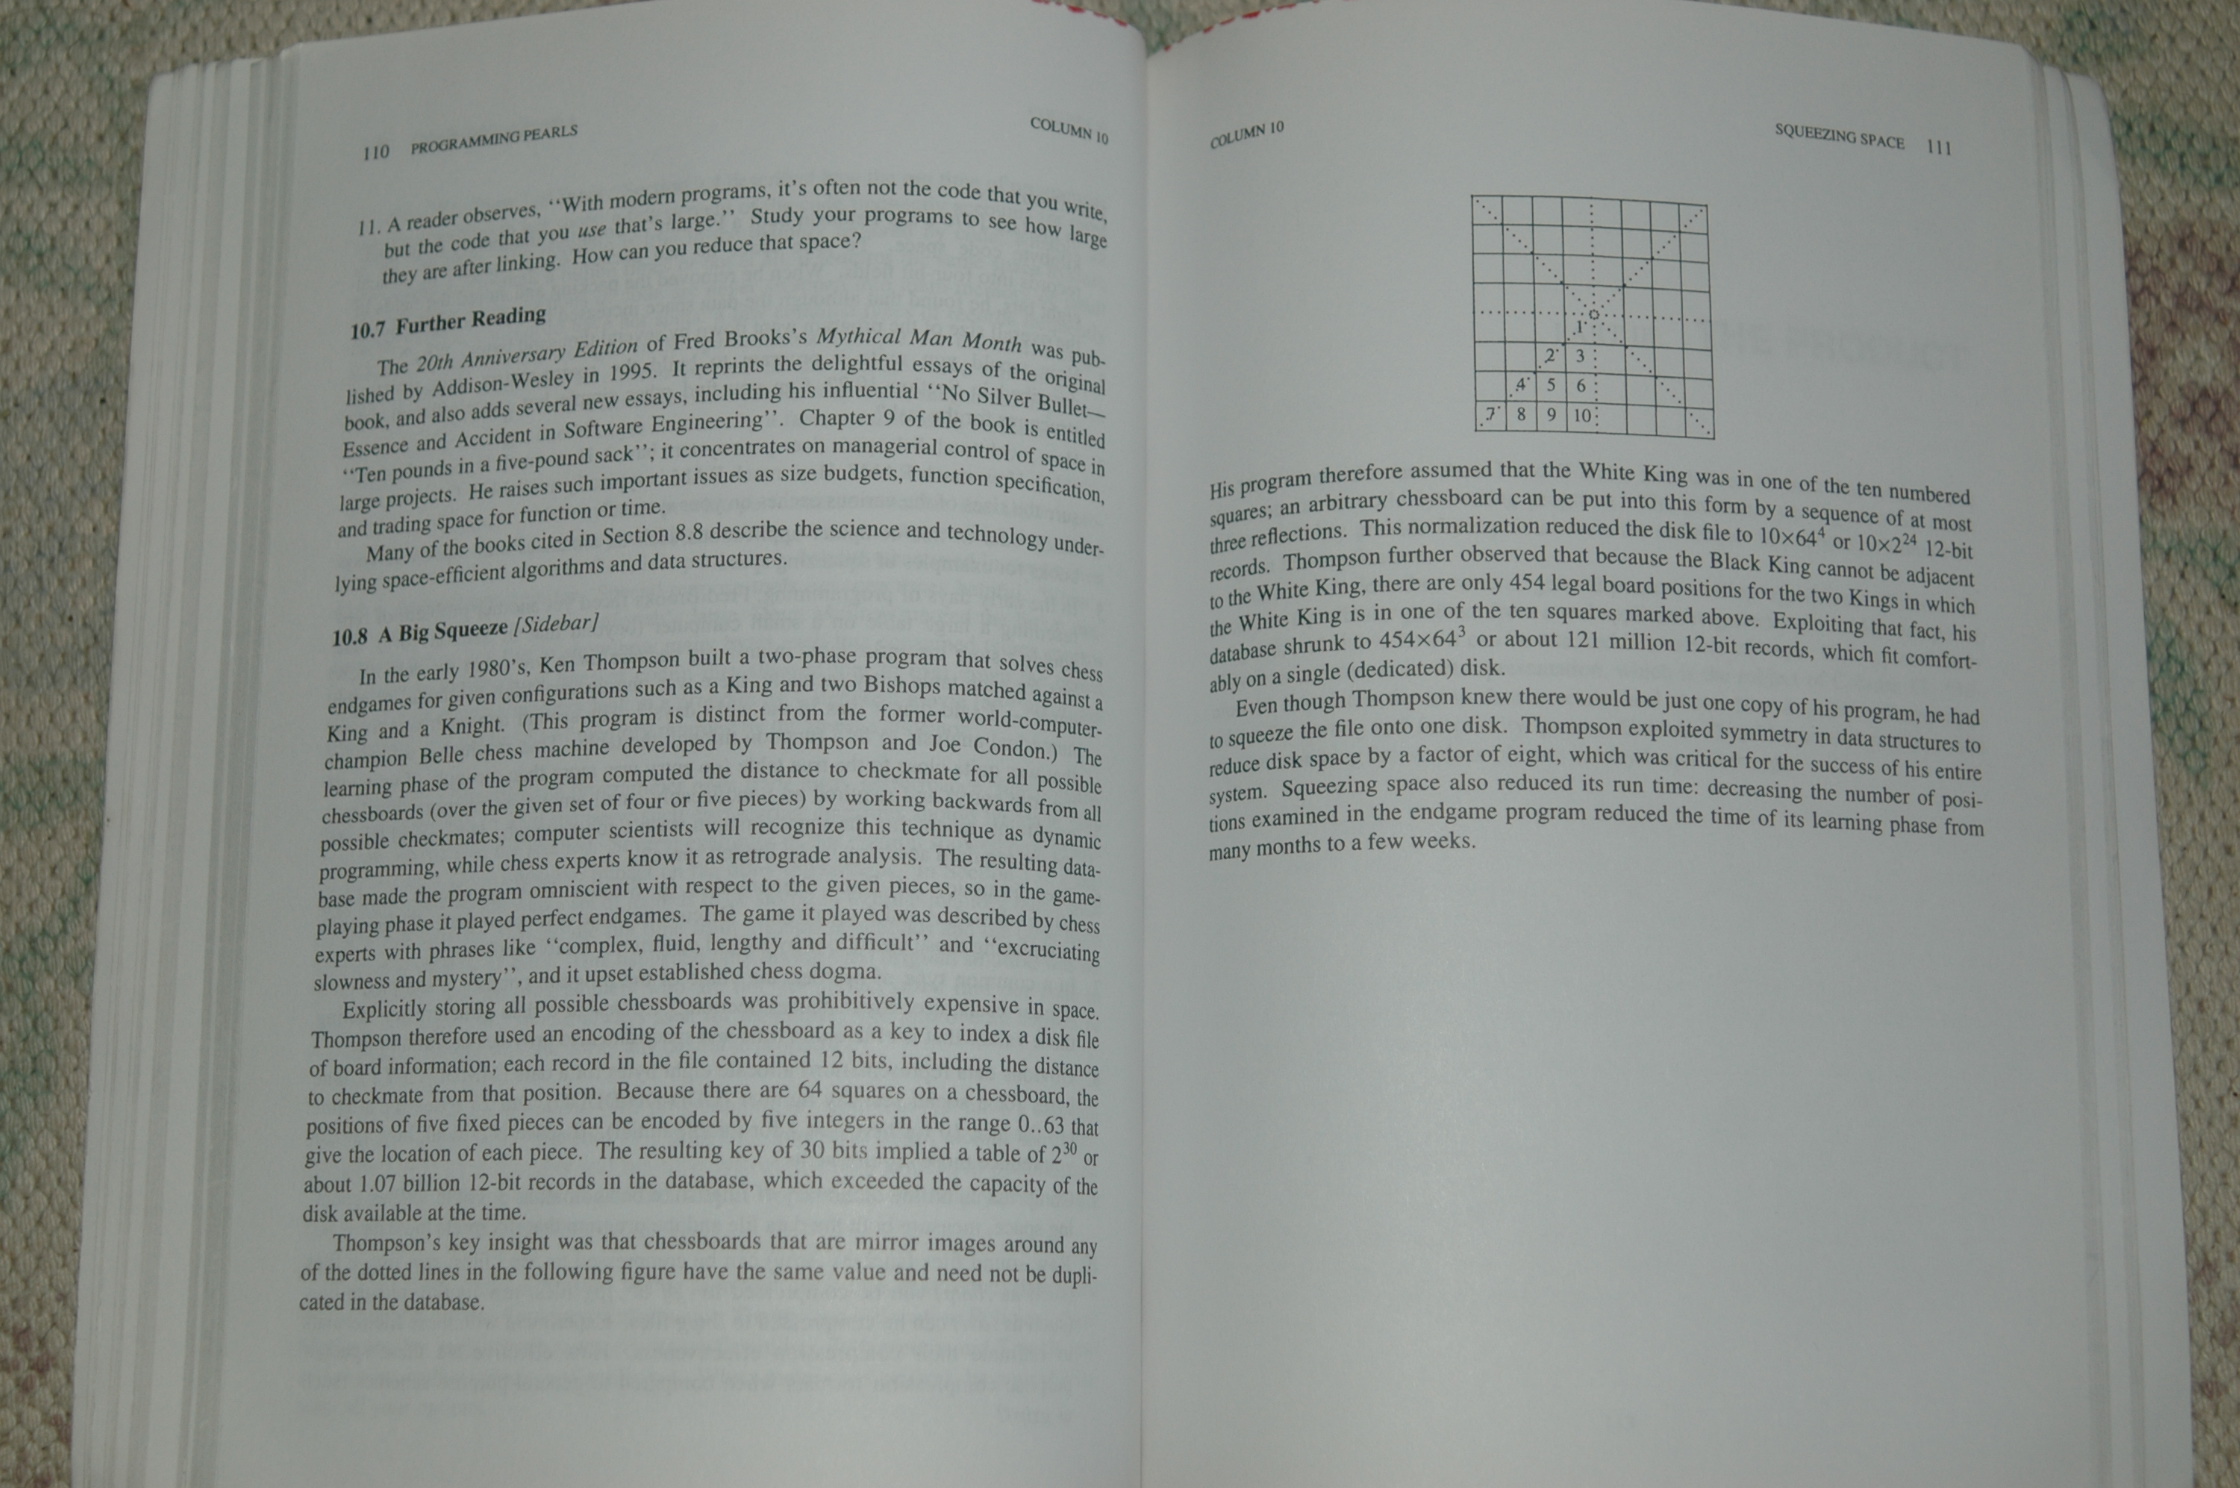 110 PROGRAMMING PEARLS COLUMN 10
11. A reader observes, ‘‘With modern programs, it's often not the code that you write,
but the code that you use that's large.’’ Study your programs to see how large
they are after linking. How can you reduce that space?
10.7 Further Reading
The 20th Anniversary Edition of Fred Brooks's Mythical Man Month was pub-
lished by Addison-Wesley in 1995. It reprints the delightful essays of the original
book, and also adds several new essays, including his influential ‘‘No Silver Bullet—
Essence and Accident in Software Engineering’’. Chapter 9 of the book is entitled
‘‘Ten pounds in a five-pound sack’’; it concentrates on managerial control of space in
large projects. He raises such important issues as size budgets, function specification,
and trading space for function or time.
Many of the books cited in Section 8.8 describe the science and technology under-
lying space-efficient algorithms and data structures.
10.8 A Big Squeeze [Sidebar]
In the early 1980's, Ken Thompson built a two-phase program that solves chess
endgames for given configurations such as a King and two Bishops matched against a
King and a Knight. (This program is distinct from the former world-computer-
champion Belle chess machine developed by Thompson and Joe Condon.) The
learning phase of the program computed the distance to checkmate for all possible
chessboards (over the given set of four or five pieces) by working backwards from all
possible checkmates; computer scientists will recognize this technique as dynamic
programming, while chess experts know it as retrograde analysis. The resulting data-
base made the program omniscient with respect to the given pieces, so in the game-
playing phase it played perfect endgames. The game it played was described by chess
experts with phrases like ‘‘complex, fluid, lengthy and difficult’’ and ‘‘excruciating
slowness and mystery’’, and it upset established chess dogma.
Explicitly storing all possible chessboards was prohibitively expensive in space.
Thompson therefore used an encoding of the chessboard as a key to index a disk file
of board information; each record in the file contained 12 bits, including the distance
to checkmate from that position. Because there are 64 squares on a chessboard, the
positions of five fixed pieces can be encoded by five integers in the range 0..63 that
give the location of each piece. The resulting key of 30 bits implied a table of 2³⁰ or
about 1.07 billion 12-bit records in the database, which exceeded the capacity of the
disk available at the time.
Thompson's key insight was that chessboards that are mirror images around any
of the dotted lines in the following figure have the same value and need not be dupli-
cated in the database.
COLUMN 10 SQUEEZING SPACE 111
1
2 3
4 5 6
7 8 9 10
His program therefore assumed that the White King was in one of the ten numbered
squares; an arbitrary chessboard can be put into this form by a sequence of at most
three reflections. This normalization reduced the disk file to 10×64⁴ or 10×2²⁴ 12-bit
records. Thompson further observed that because the Black King cannot be adjacent
to the White King, there are only 454 legal board positions for the two Kings in which
the White King is in one of the ten squares marked above. Exploiting that fact, his
database shrunk to 454×64³ or about 121 million 12-bit records, which fit comfort-
ably on a single (dedicated) disk.
Even though Thompson knew there would be just one copy of his program, he had
to squeeze the file onto one disk. Thompson exploited symmetry in data structures to
reduce disk space by a factor of eight, which was critical for the success of his entire
system. Squeezing space also reduced its run time: decreasing the number of posi-
tions examined in the endgame program reduced the time of its learning phase from
many months to a few weeks.